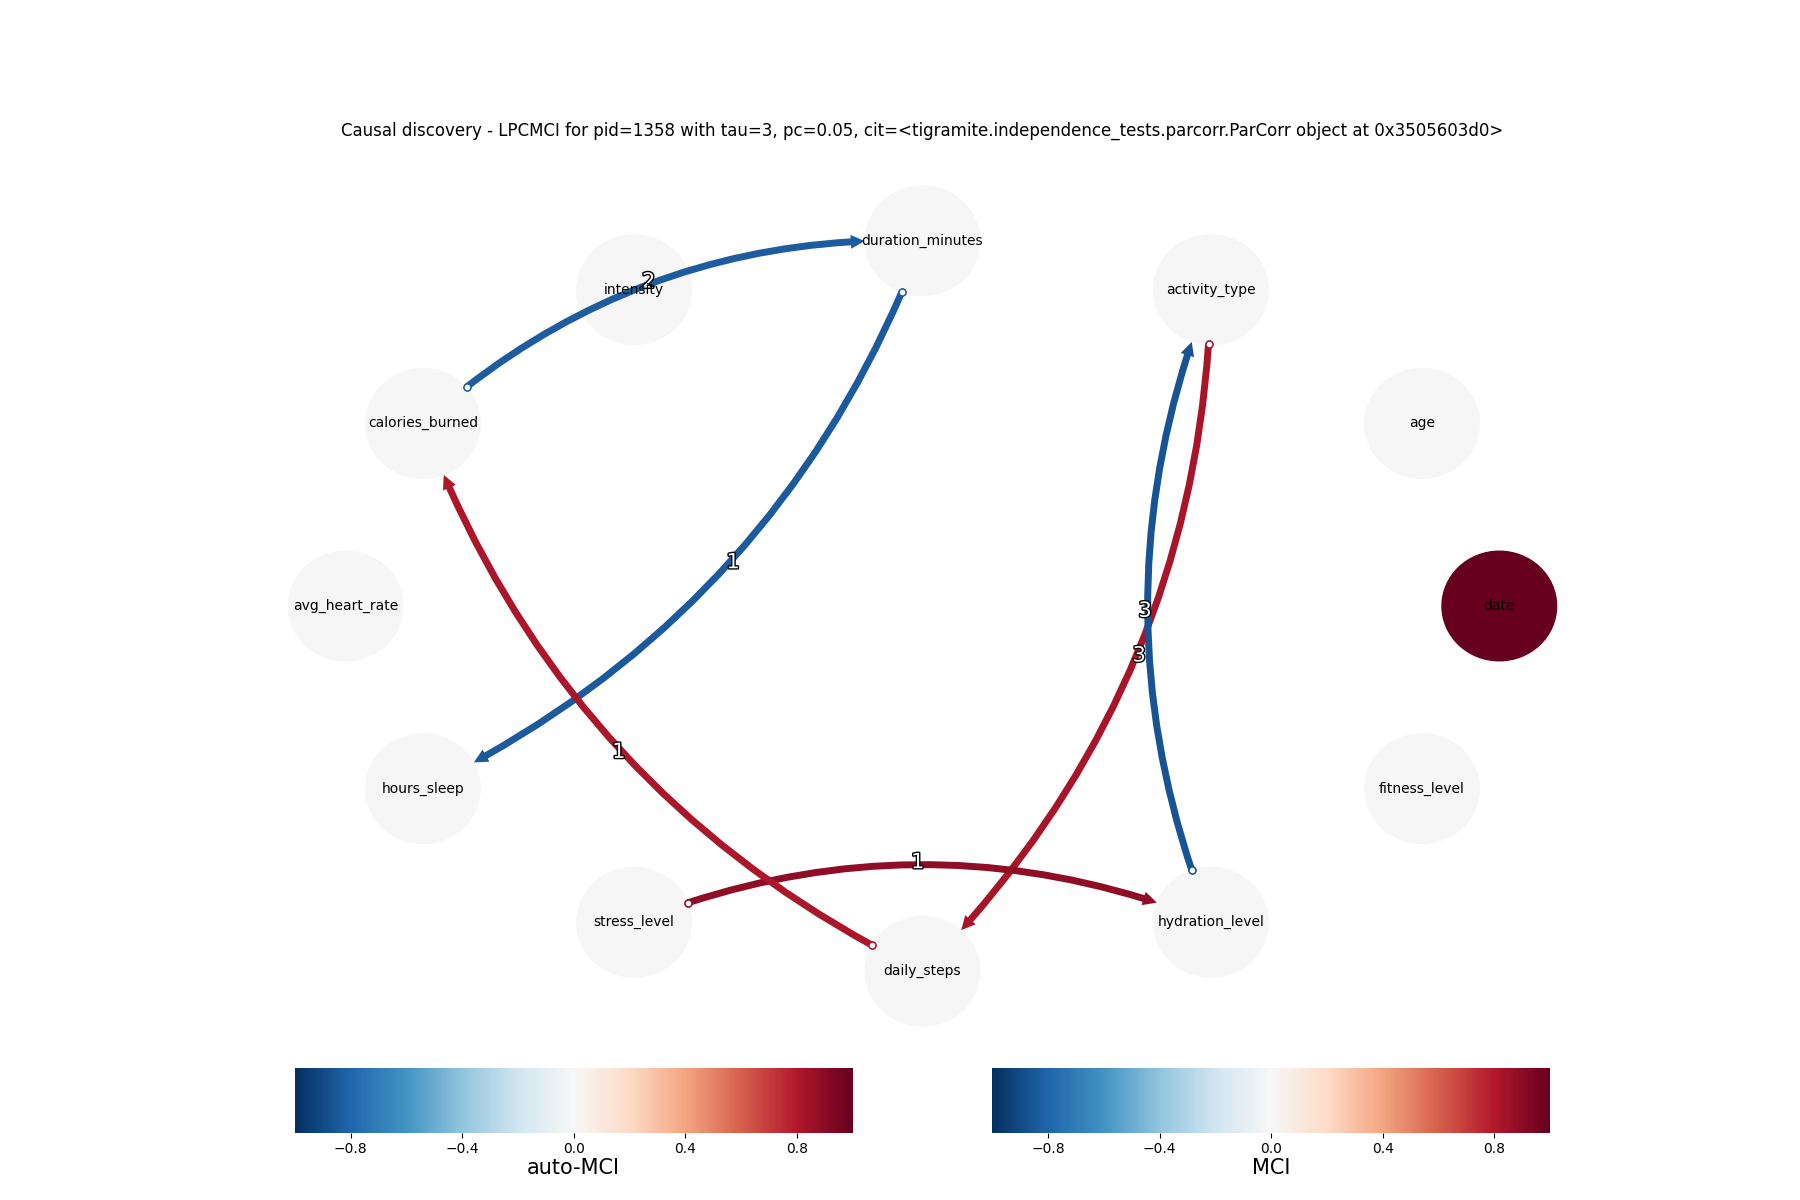 Causal discovery - LPCMCI for pid=1358 with tau=3, pc=0.05, cit=<tigramite.independence_tests.parcorr.ParCorr object at 0x3505603d0>
duration_minutes
intensity
2
activity_type
calories_burned
age
1
avg_heart_rate
date
3
3
1
hours_sleep
fitness_level
1
stress_level
hydration_level
daily_steps
−0.8 −0.4 0.0 0.4 0.8
auto-MCI
−0.8 −0.4 0.0 0.4 0.8
MCI